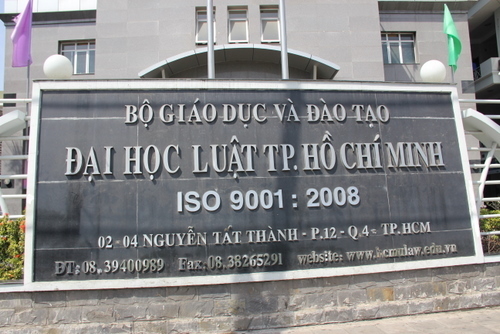 BỘ GIÁO DỤC VÀ ĐÀO TẠO
ĐẠI HỌC LUẬT TP. HỒ CHÍ MINH
ISO 9001 : 2008
02 - 04 NGUYỄN TẤT THÀNH - P.12 - Q.4 - TP.HCM
ĐT: 08.39400989 Fax: 08.38265291 website: www.hcmulaw.edu.vn